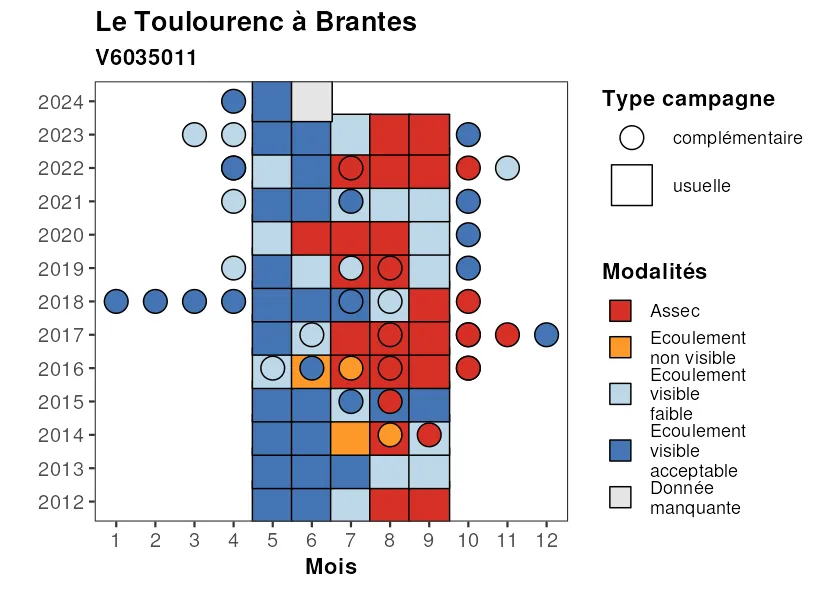 Le Toulourenc à Brantes
V6035011
2024
2023
2022
2021
2020
2019
2018
2017
2016
2015
2014
2013
2012
1 2 3 4 5 6 7 8 9 10 11 12
Mois
Type campagne
complémentaire
usuelle
Modalités
Assec
Ecoulement
non visible
Ecoulement
visible
faible
Ecoulement
visible
acceptable
Donnée
manquante